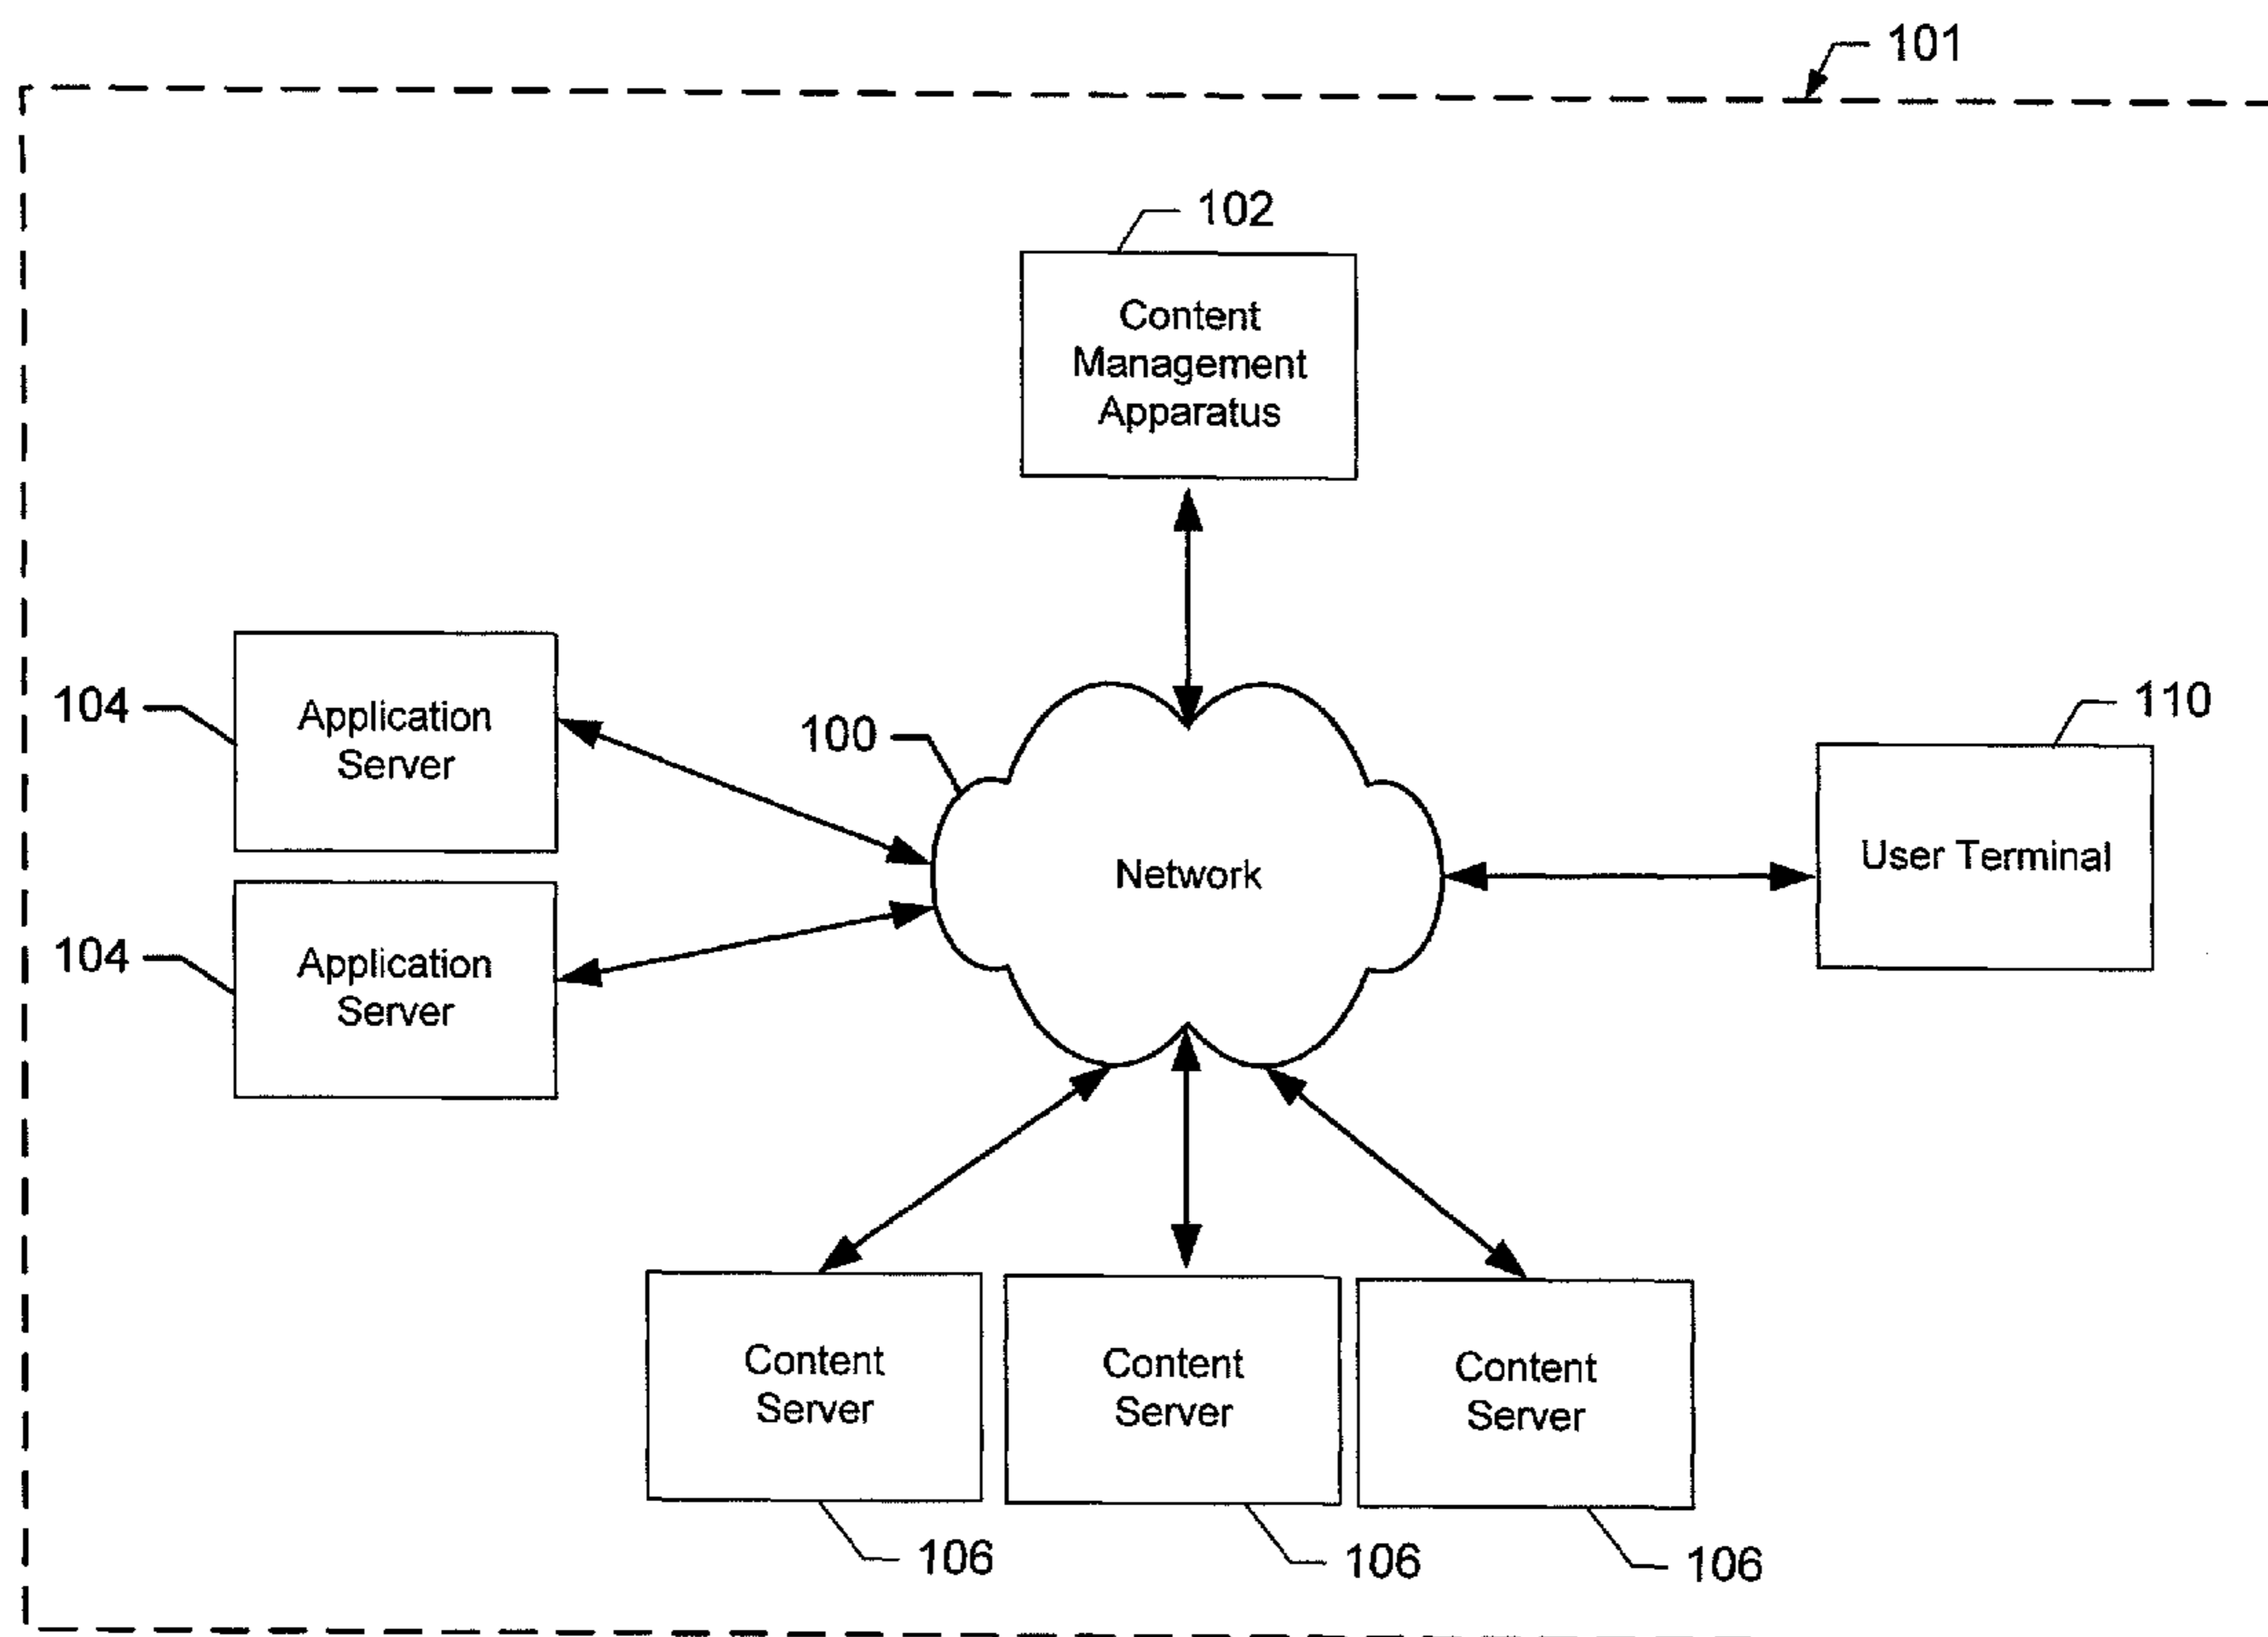 101
102
Content
Management
Apparatus
104
Application
Server
100
110
User Terminal
Network
104
Application
Server
Content
Server
Content
Server
Content
Server
106
106
106